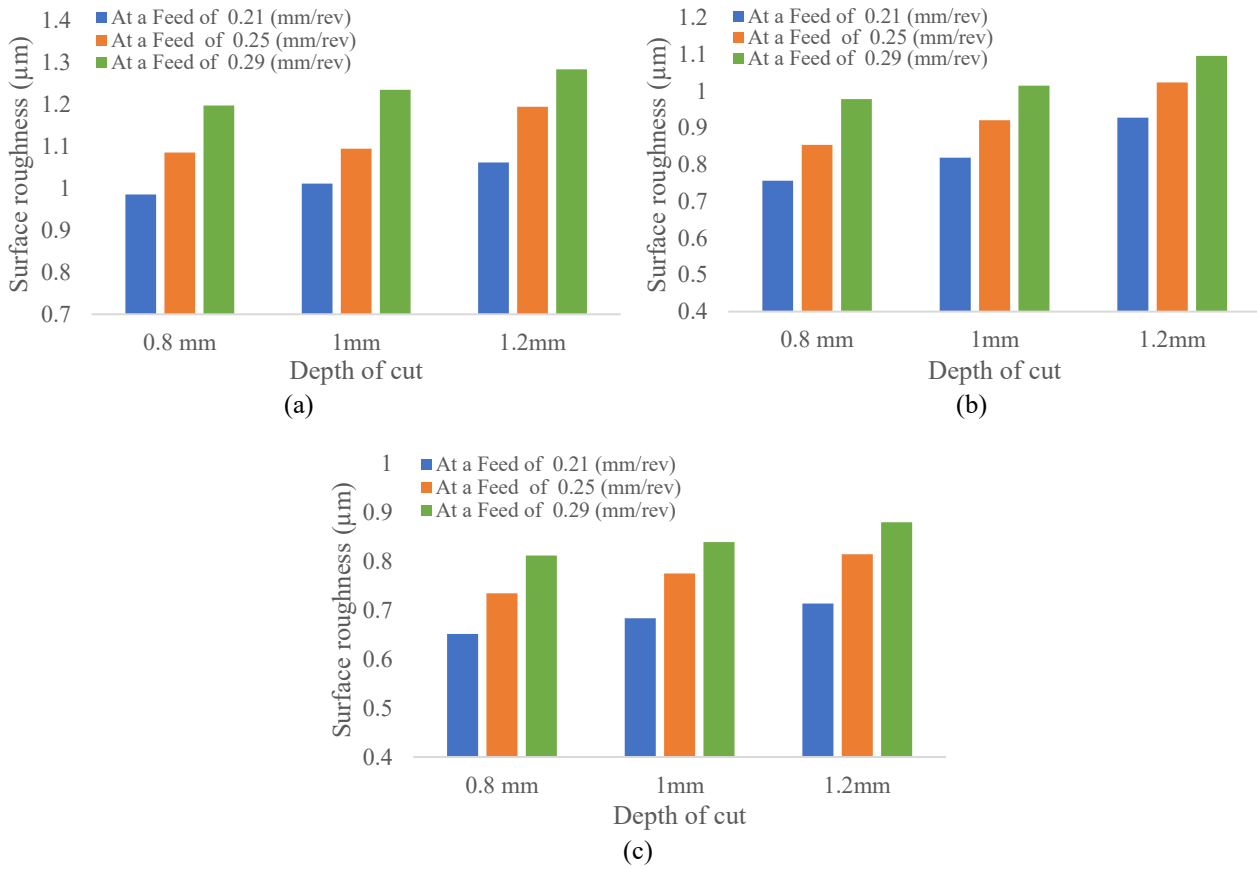 At a Feed of 0.21 (mm/rev)
At a Feed of 0.25 (mm/rev)
At a Feed of 0.29 (mm/rev)
Surface roughness (µm)
1.4
1.3
1.2
1.1
1
0.9
0.8
0.7
0.8 mm 1mm 1.2mm
Depth of cut
(a)
At a Feed of 0.21 (mm/rev)
At a Feed of 0.25 (mm/rev)
At a Feed of 0.29 (mm/rev)
Surface roughness (µm)
1.2
1.1
1
0.9
0.8
0.7
0.6
0.5
0.4
0.8 mm 1mm 1.2mm
Depth of cut
(b)
At a Feed of 0.21 (mm/rev)
At a Feed of 0.25 (mm/rev)
At a Feed of 0.29 (mm/rev)
Surface roughness (µm)
1
0.9
0.8
0.7
0.6
0.5
0.4
0.8 mm 1mm 1.2mm
Depth of cut
(c)